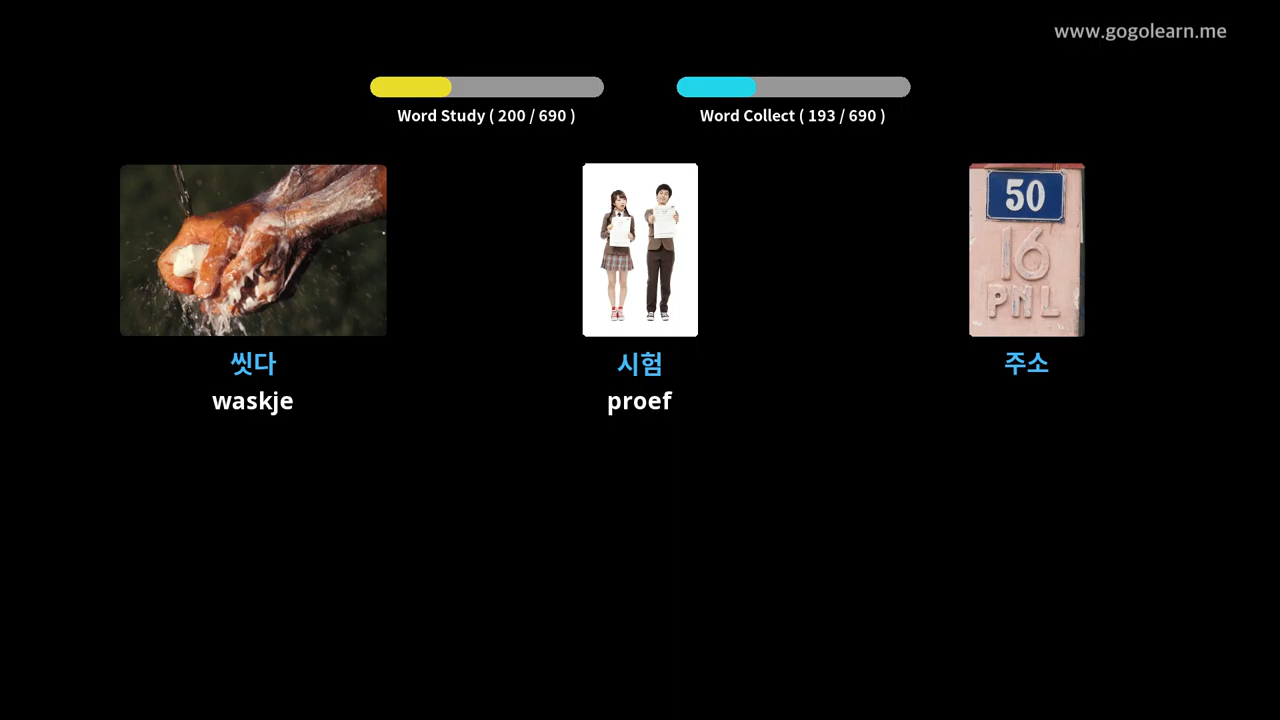 www.gogolearn.me
Word Study ( 200 / 690 )
Word Collect ( 193 / 690 )
50
16
PNL
씻다
시험
주소
waskje
proef